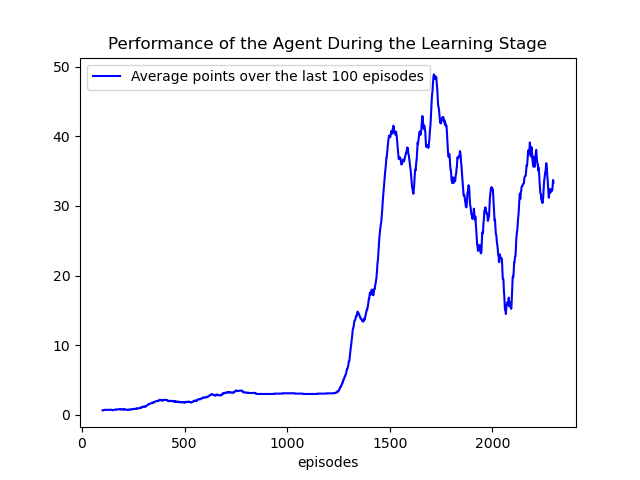 Performance of the Agent During the Learning Stage
Average points over the last 100 episodes
50
40
30
20
10
0
0 500 1000 1500 2000
episodes